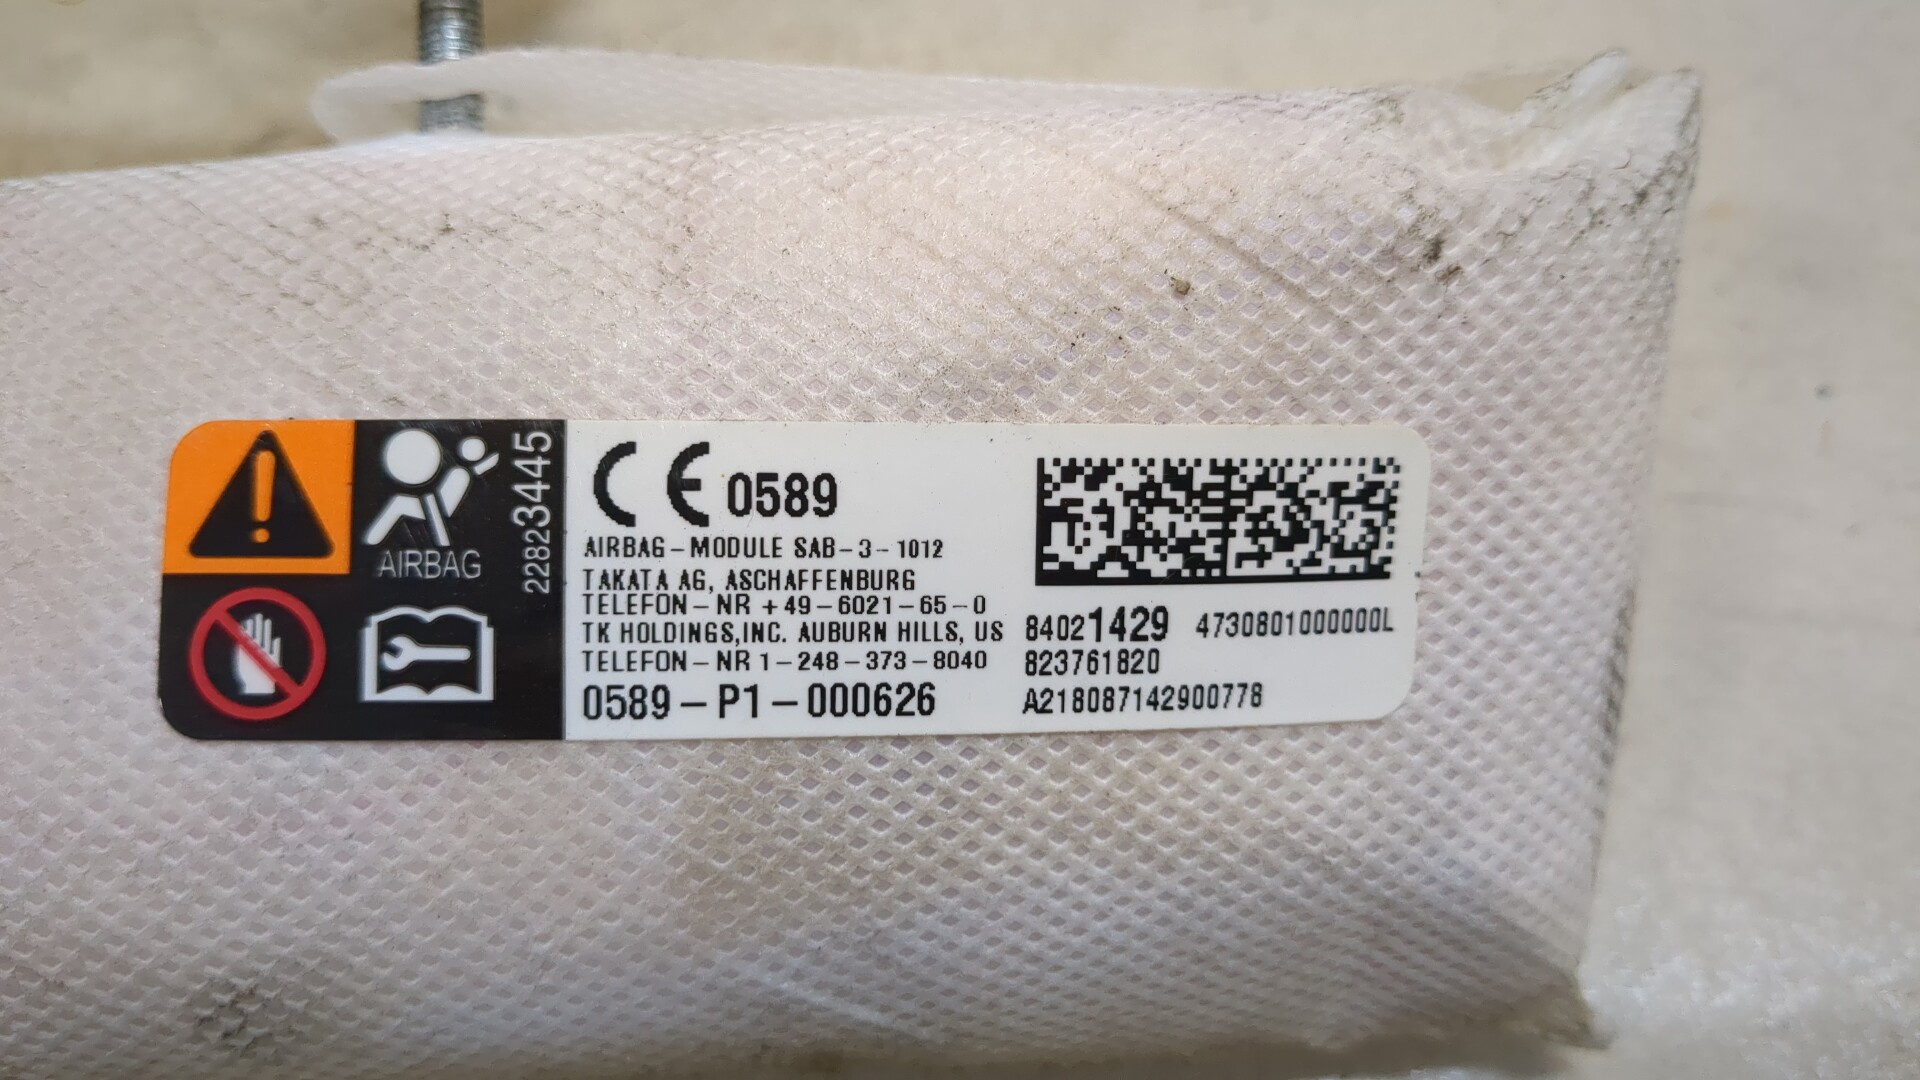 AIRBAG
22823445
CE 0589
AIRBAG-MODULE SAB-3-1012
TAKATA AG, ASCHAFFENBURG
TELEFON-NR +49-6021-65-0
TK HOLDINGS,INC. AUBURN HILLS, US
TELEFON-NR 1-248-373-8040
0589-P1-000626
84021429 4730801000000L
823761820
A218087142900778